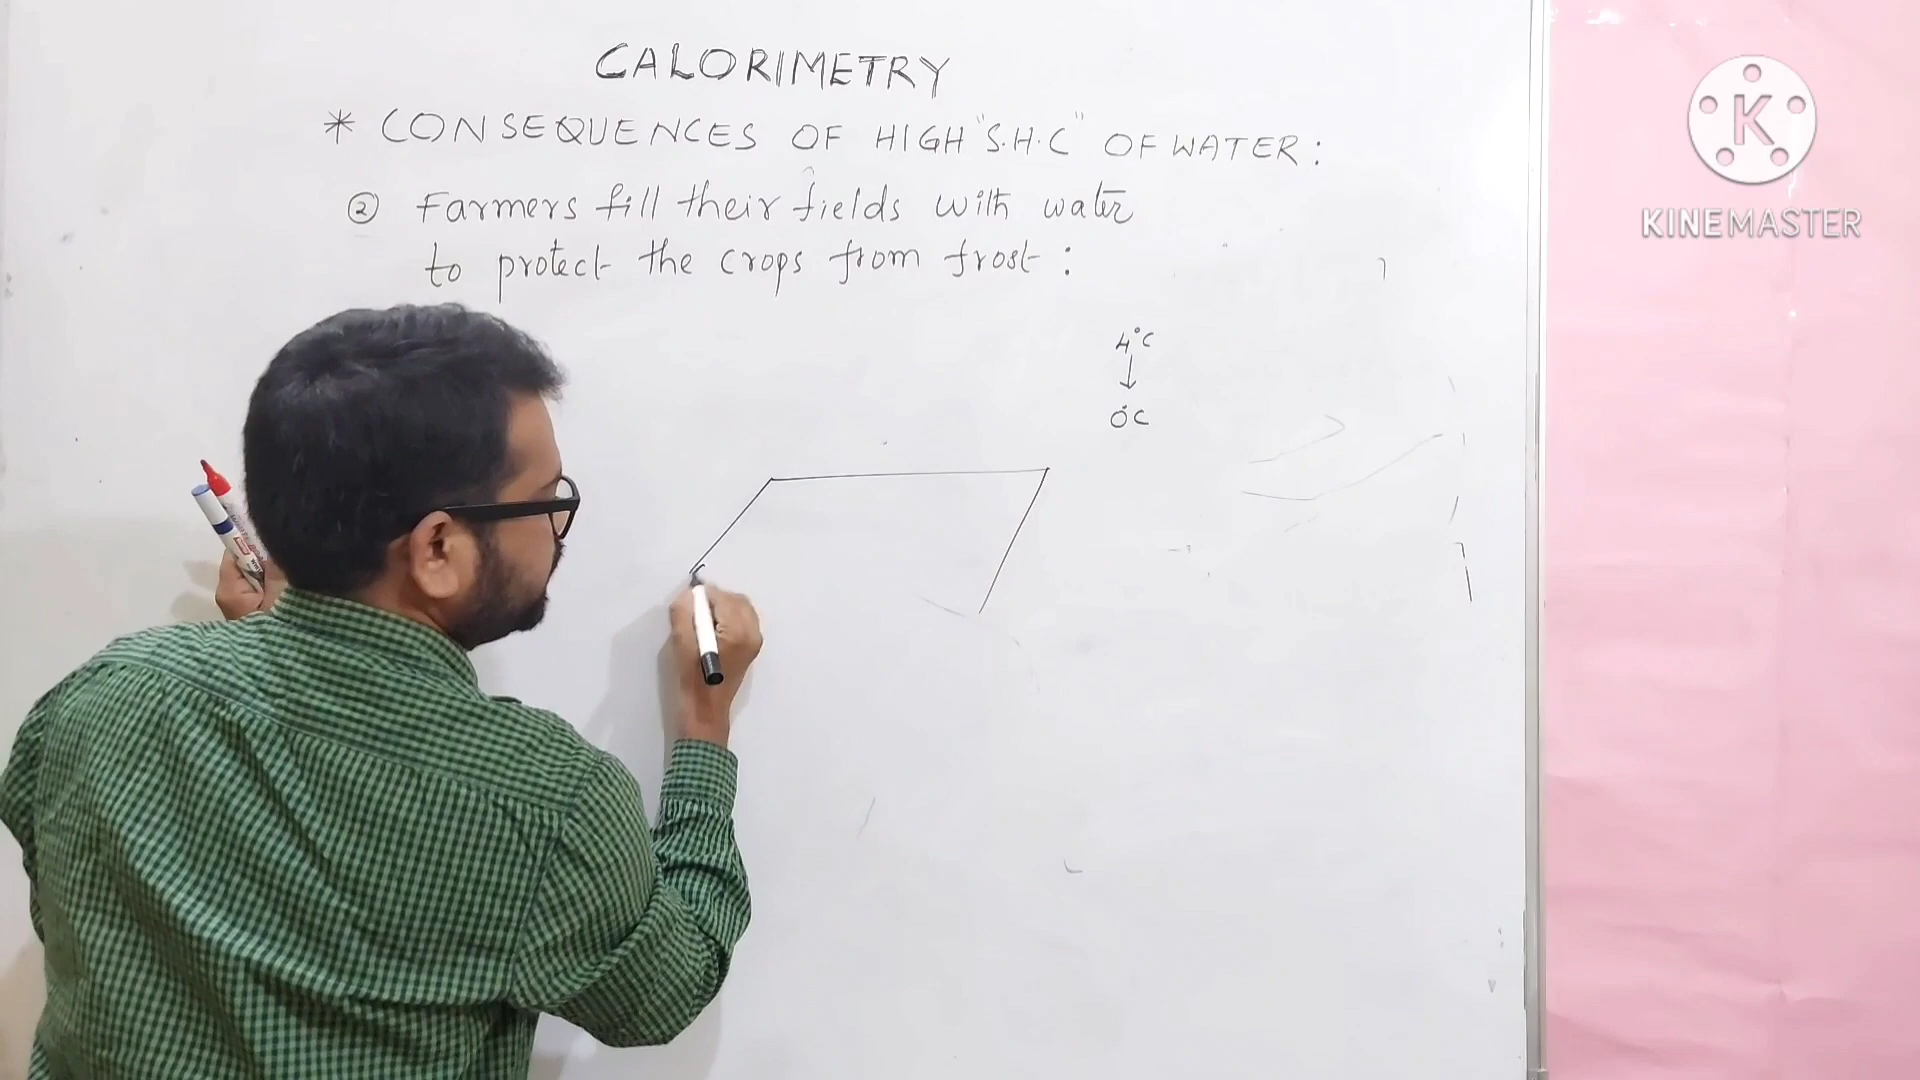 CALORIMETRY
* CONSEQUENCES OF HIGH "S.H.C" OF WATER:
② Farmers fill their fields with water
to protect the crops from frost:
4°C
↓
0°C
K
KINEMASTER